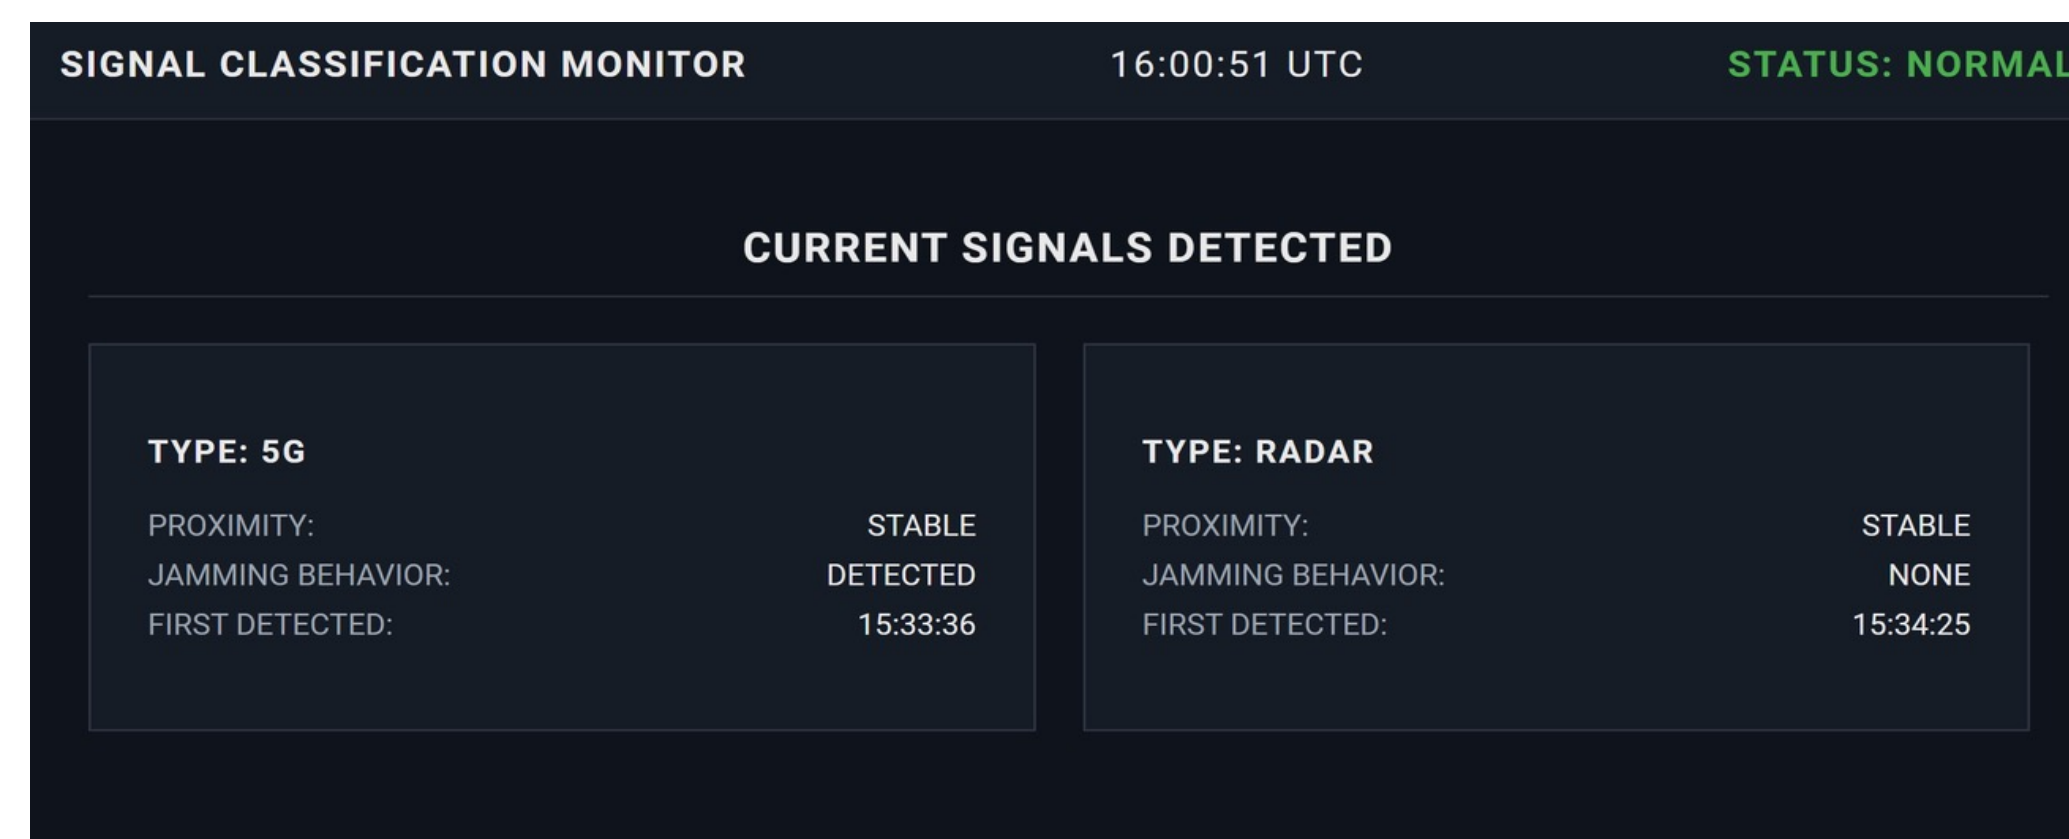 SIGNAL CLASSIFICATION MONITOR
16:00:51 UTC
STATUS: NORMAL
CURRENT SIGNALS DETECTED
TYPE: 5G
PROXIMITY: STABLE
JAMMING BEHAVIOR: DETECTED
FIRST DETECTED: 15:33:36
TYPE: RADAR
PROXIMITY: STABLE
JAMMING BEHAVIOR: NONE
FIRST DETECTED: 15:34:25